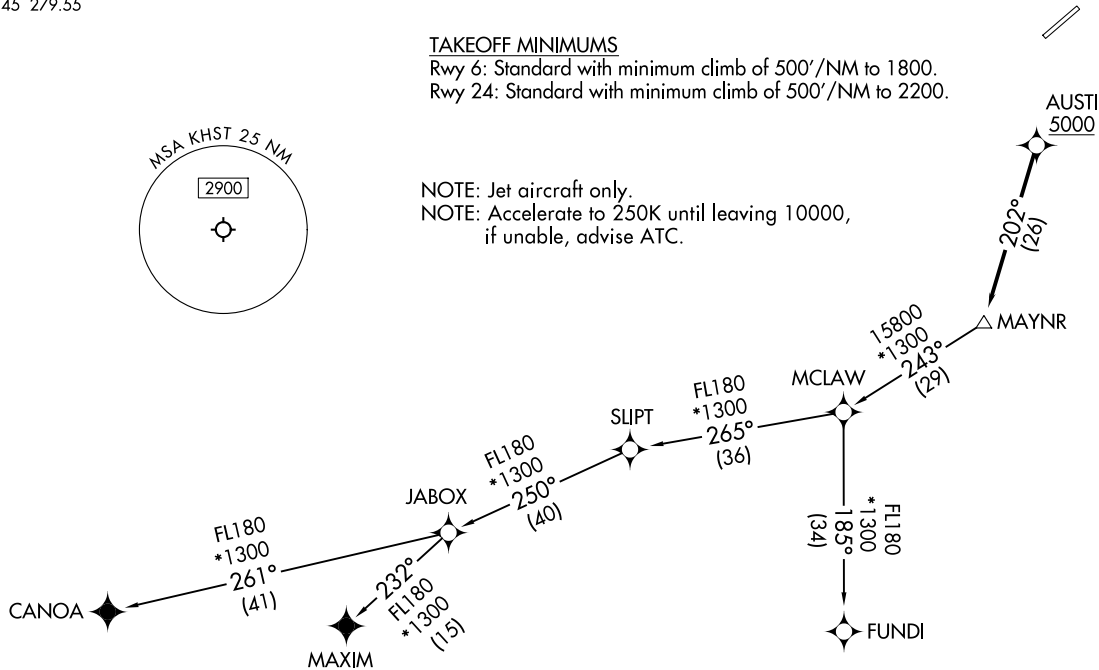 45 279.55
TAKEOFF MINIMUMS
Rwy 6: Standard with minimum climb of 500'/NM to 1800.
Rwy 24: Standard with minimum climb of 500'/NM to 2200.
AUSTI
5000
MSA KHST 25 NM
2900
NOTE: Jet aircraft only.
NOTE: Accelerate to 250K until leaving 10000,
if unable, advise ATC.
202°
(26)
MAYNR
15800
*1300
243°
(29)
MCLAW
FL180
*1300
265°
(36)
SLIPT
FL180
*1300
250°
(40)
JABOX
FL180
*1300
185°
(34)
FL180
*1300
261°
(41)
CANOA
232°
FL180
*1300
(15)
MAXIM
FUNDI